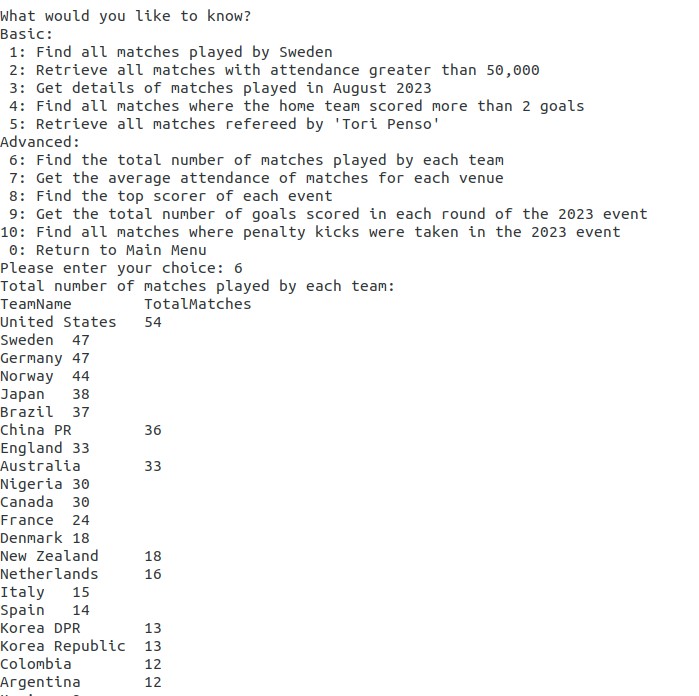 What would you like to know?
Basic:
 1: Find all matches played by Sweden
 2: Retrieve all matches with attendance greater than 50,000
 3: Get details of matches played in August 2023
 4: Find all matches where the home team scored more than 2 goals
 5: Retrieve all matches refereed by 'Tori Penso'
Advanced:
 6: Find the total number of matches played by each team
 7: Get the average attendance of matches for each venue
 8: Find the top scorer of each event
 9: Get the total number of goals scored in each round of the 2023 event
10: Find all matches where penalty kicks were taken in the 2023 event
 0: Return to Main Menu
Please enter your choice: 6
Total number of matches played by each team:
TeamName        TotalMatches
United States   54
Sweden  47
Germany 47
Norway  44
Japan   38
Brazil  37
China PR        36
England 33
Australia       33
Nigeria 30
Canada  30
France  24
Denmark 18
New Zealand     18
Netherlands     16
Italy   15
Spain   14
Korea DPR       13
Korea Republic  13
Colombia        12
Argentina       12